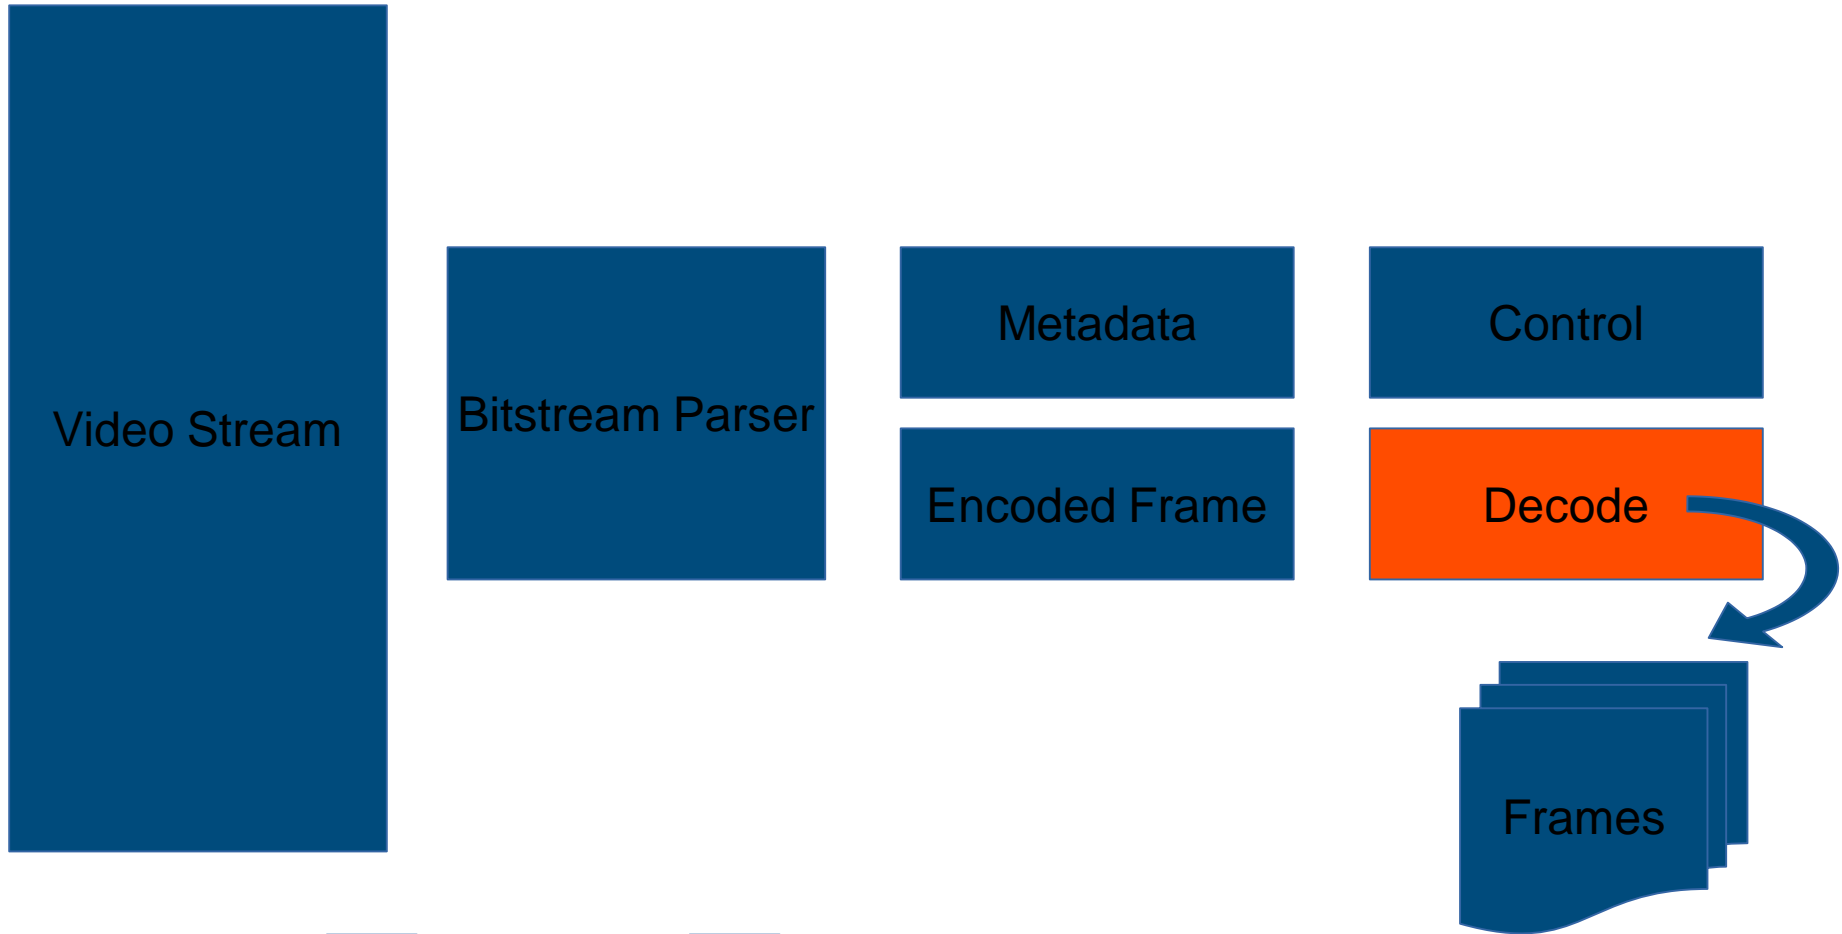 Video Stream
Bitstream Parser
Metadata
Encoded Frame
Control
Decode
Frames